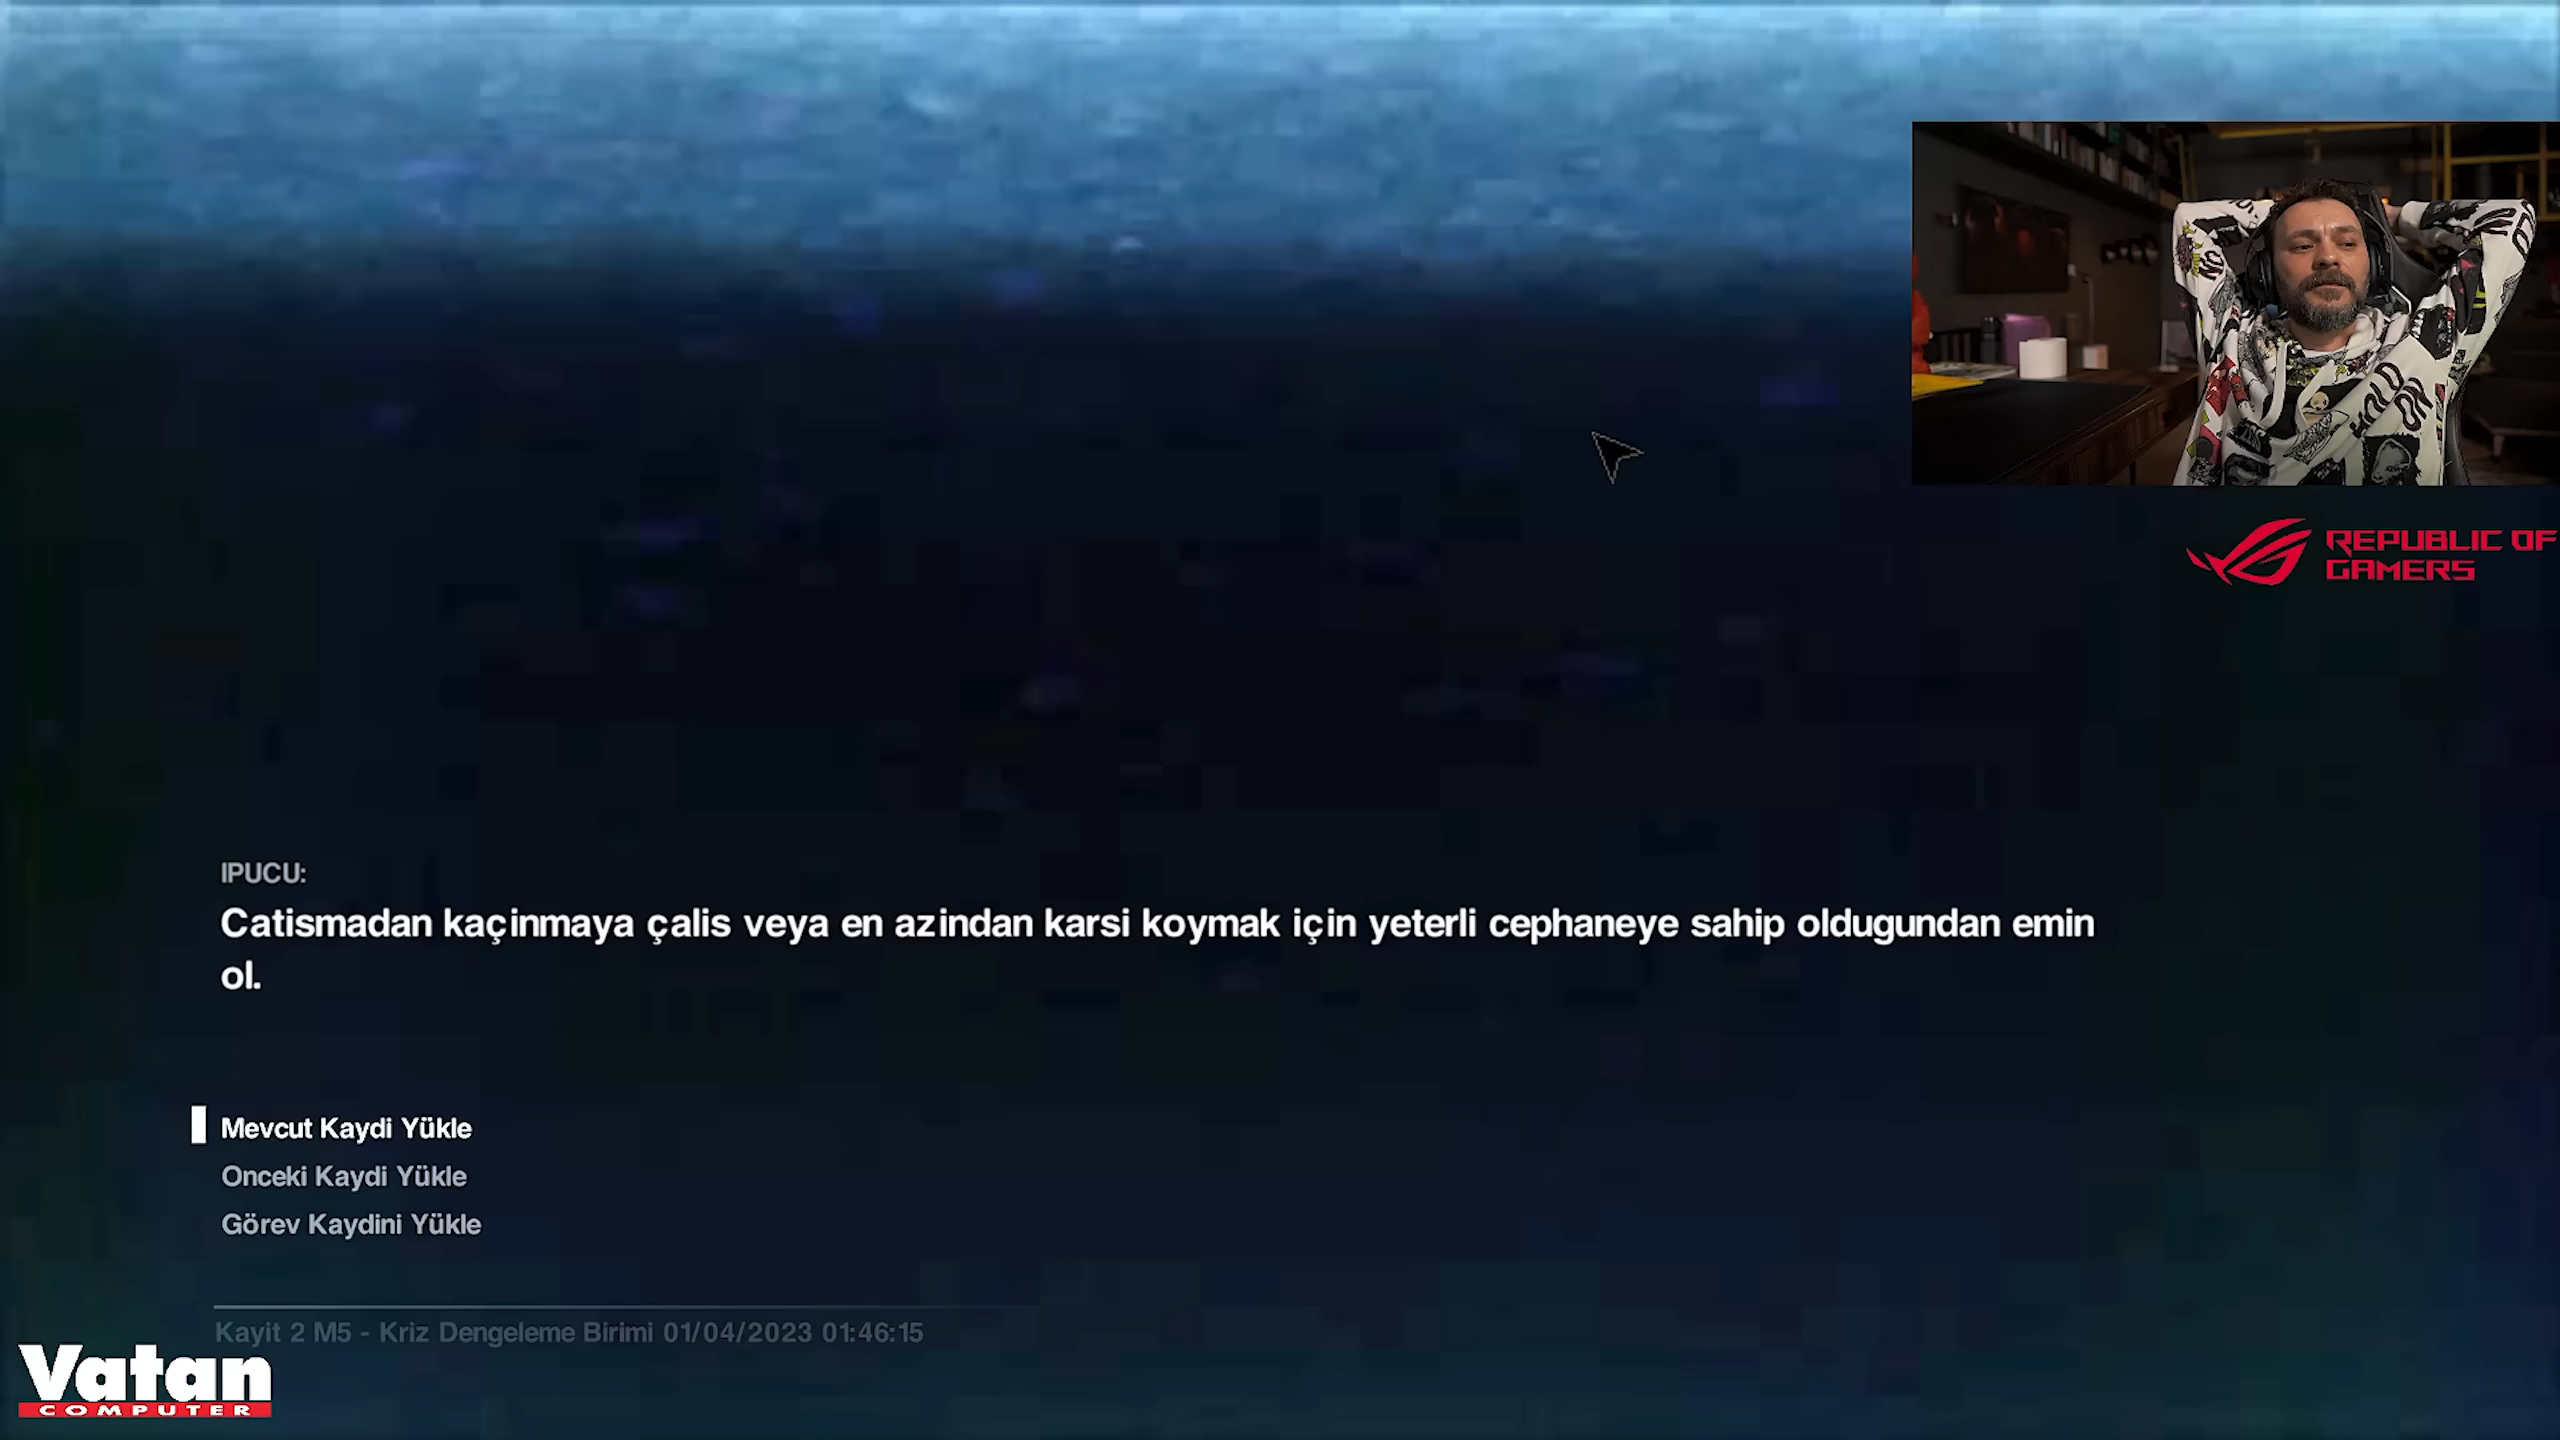 REPUBLIC OF
GAMERS
IPUCU:
Catismadan kaçinmaya çalis veya en azindan karsi koymak için yeterli cephaneye sahip oldugundan emin
ol.
Mevcut Kaydi Yükle
Onceki Kaydi Yükle
Görev Kaydini Yükle
Kayit 2 M5 - Kriz Dengeleme Birimi 01/04/2023 01:46:15
Vatan
COMPUTER